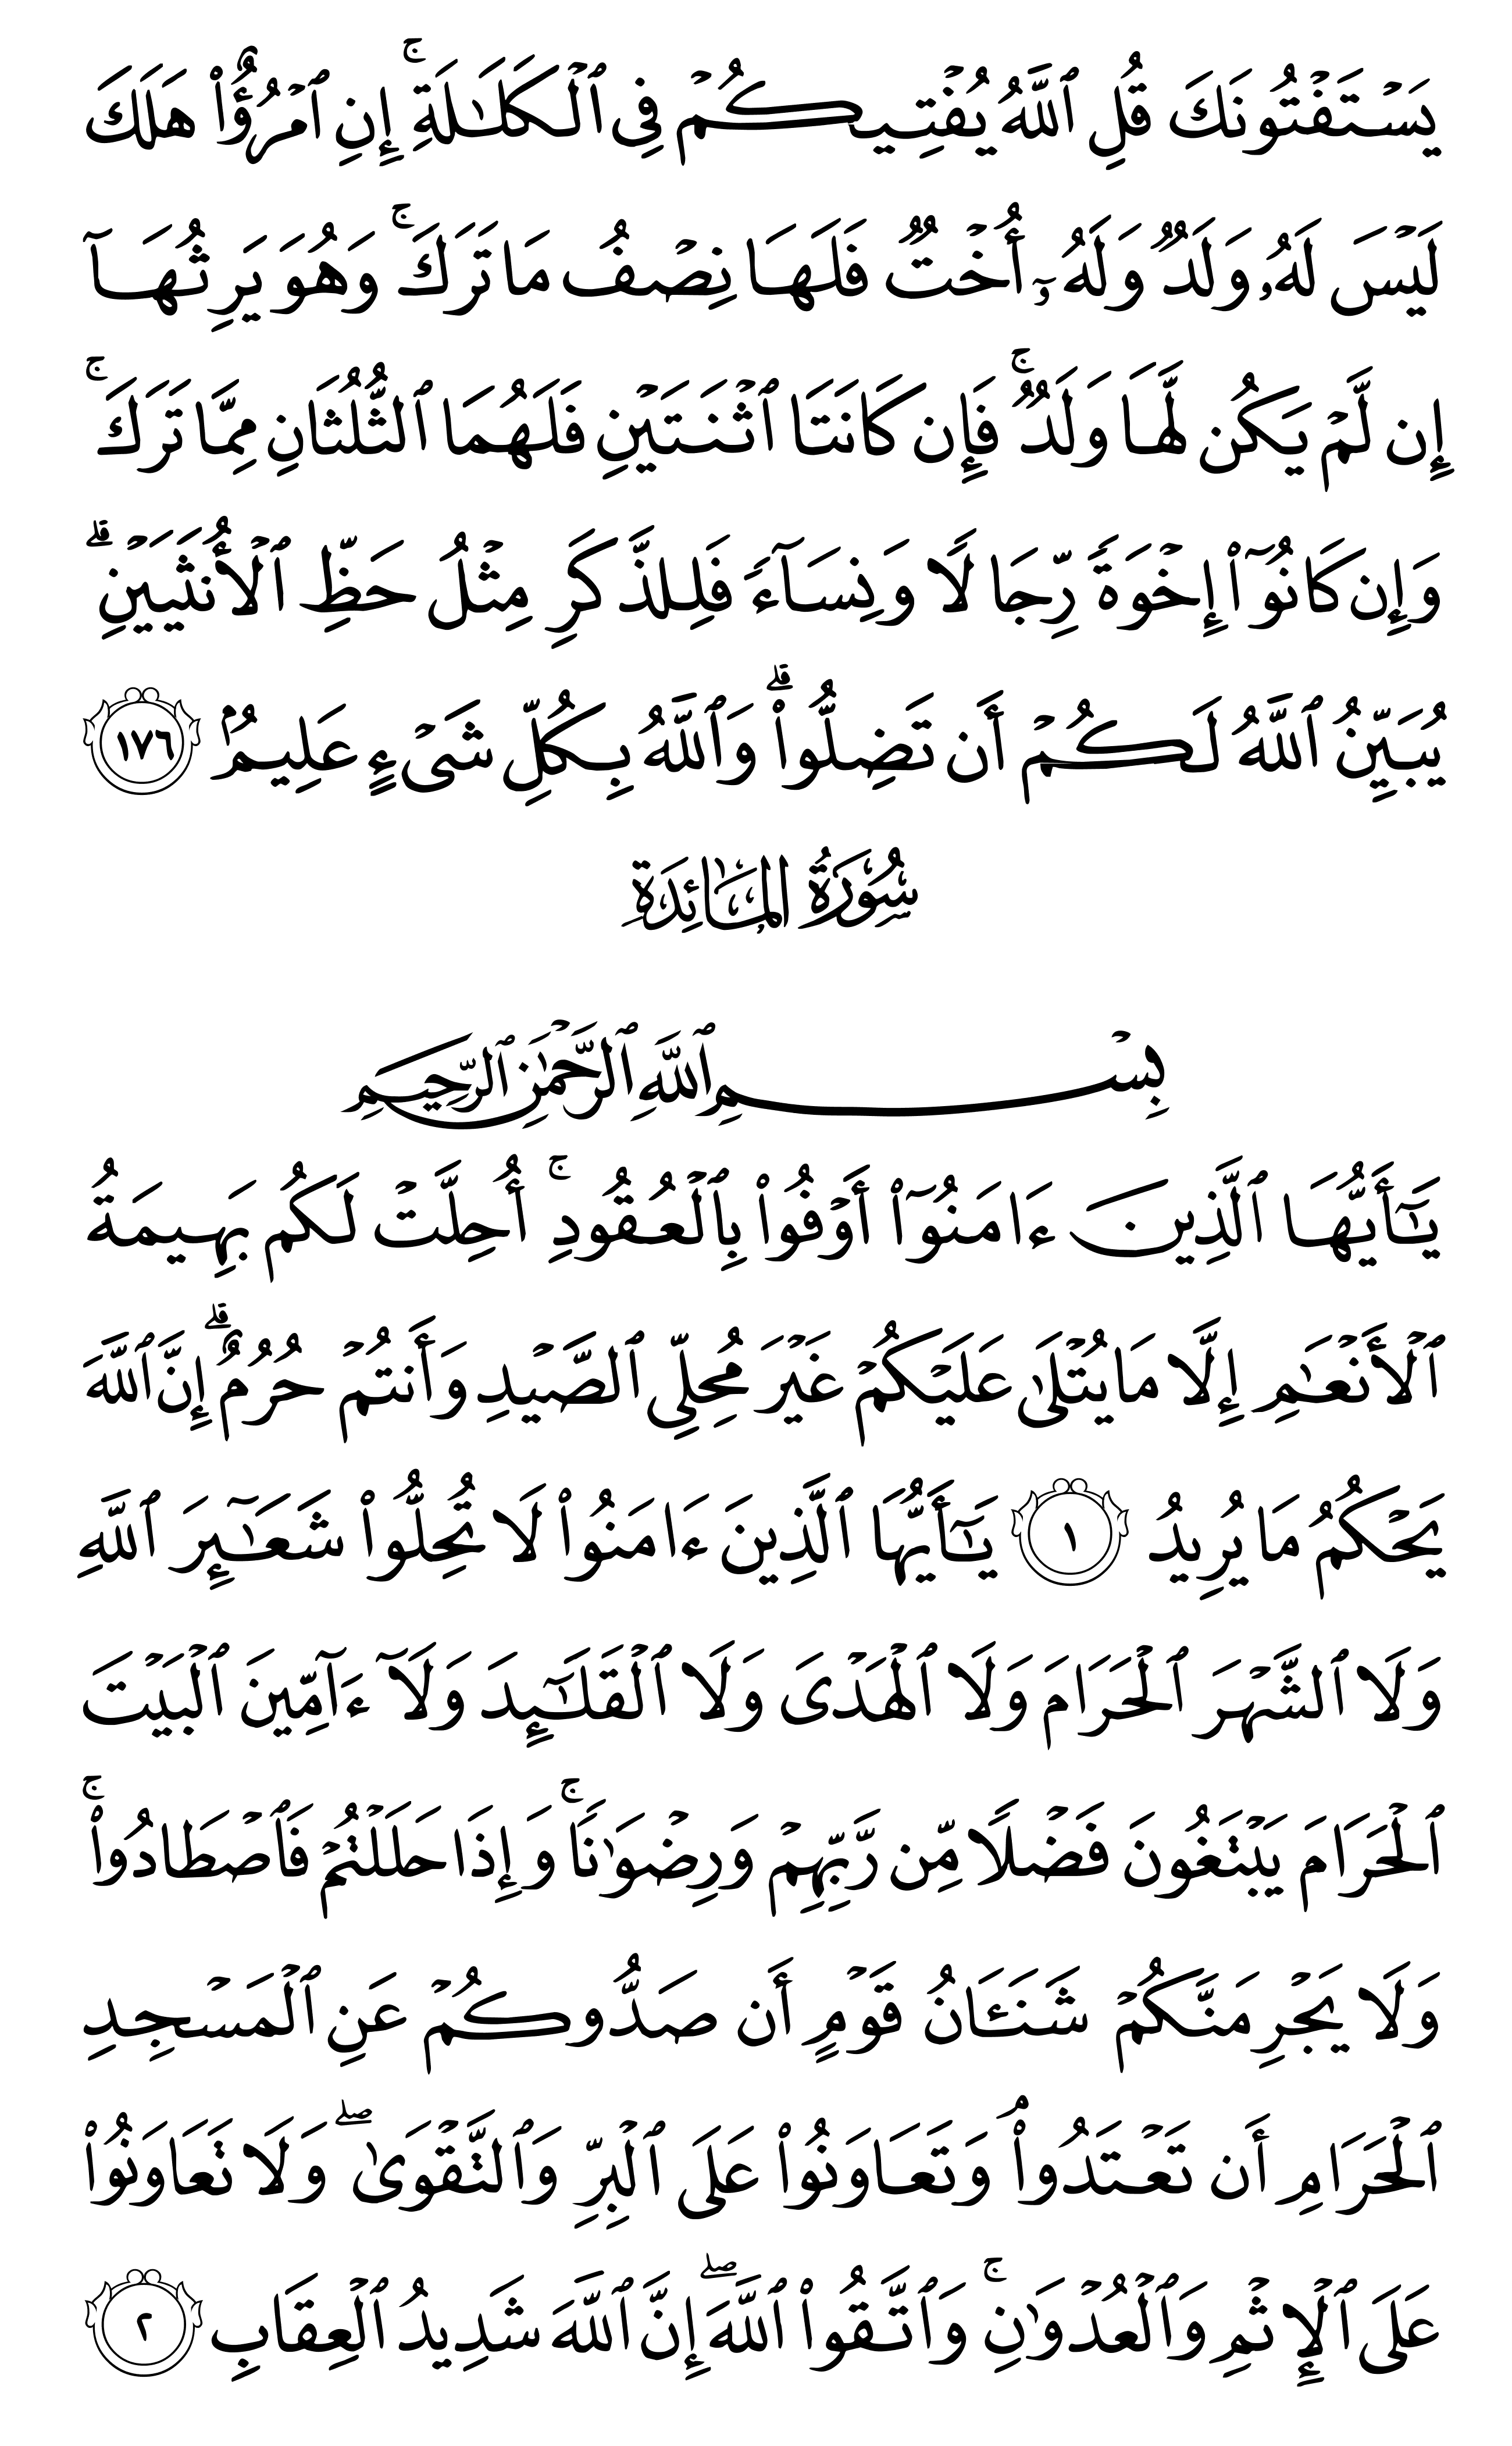 يَسۡتَفۡتُونَكَ قُلِ ٱللَّهُ يُفۡتِيكُمۡ فِي ٱلۡكَلَٰلَةِۚ إِنِ ٱمۡرُؤٌاْ هَلَكَ
لَيۡسَ لَهُۥ وَلَدٞ وَلَهُۥٓ أُخۡتٞ فَلَهَا نِصۡفُ مَا تَرَكَۚ وَهُوَ يَرِثُهَآ
إِن لَّمۡ يَكُن لَّهَا وَلَدٞۚ فَإِن كَانَتَا ٱثۡنَتَيۡنِ فَلَهُمَا ٱلثُّلُثَانِ مِمَّا تَرَكَۚ
وَإِن كَانُوٓاْ إِخۡوَةٗ رِّجَالٗا وَنِسَآءٗ فَلِلذَّكَرِ مِثۡلُ حَظِّ ٱلۡأُنثَيَيۡنِۗ
يُبَيِّنُ ٱللَّهُ لَكُمۡ أَن تَضِلُّواْۗ وَٱللَّهُ بِكُلِّ شَيۡءٍ عَلِيمُۢ ١٧٦
سُورَةُ المَائِدَةِ
بِسۡمِ ٱللَّهِ ٱلرَّحۡمَٰنِ ٱلرَّحِيمِ
يَٰٓأَيُّهَا ٱلَّذِينَ ءَامَنُوٓاْ أَوۡفُواْ بِٱلۡعُقُودِۚ أُحِلَّتۡ لَكُم بَهِيمَةُ
ٱلۡأَنۡعَٰمِ إِلَّا مَا يُتۡلَىٰ عَلَيۡكُمۡ غَيۡرَ مُحِلِّي ٱلصَّيۡدِ وَأَنتُمۡ حُرُمٌۗ إِنَّ ٱللَّهَ
يَحۡكُمُ مَا يُرِيدُ ١ يَٰٓأَيُّهَا ٱلَّذِينَ ءَامَنُواْ لَا تُحِلُّواْ شَعَٰٓئِرَ ٱللَّهِ
وَلَا ٱلشَّهۡرَ ٱلۡحَرَامَ وَلَا ٱلۡهَدۡيَ وَلَا ٱلۡقَلَٰٓئِدَ وَلَآ ءَآمِّينَ ٱلۡبَيۡتَ
ٱلۡحَرَامَ يَبۡتَغُونَ فَضۡلٗا مِّن رَّبِّهِمۡ وَرِضۡوَٰنٗاۚ وَإِذَا حَلَلۡتُمۡ فَٱصۡطَادُواْۚ
وَلَا يَجۡرِمَنَّكُمۡ شَنَـَٔانُ قَوۡمٍ أَن صَدُّوكُمۡ عَنِ ٱلۡمَسۡجِدِ
ٱلۡحَرَامِ أَن تَعۡتَدُواْۘ وَتَعَاوَنُواْ عَلَى ٱلۡبِرِّ وَٱلتَّقۡوَىٰۖ وَلَا تَعَاوَنُواْ
عَلَى ٱلۡإِثۡمِ وَٱلۡعُدۡوَٰنِۚ وَٱتَّقُواْ ٱللَّهَۖ إِنَّ ٱللَّهَ شَدِيدُ ٱلۡعِقَابِ ٢